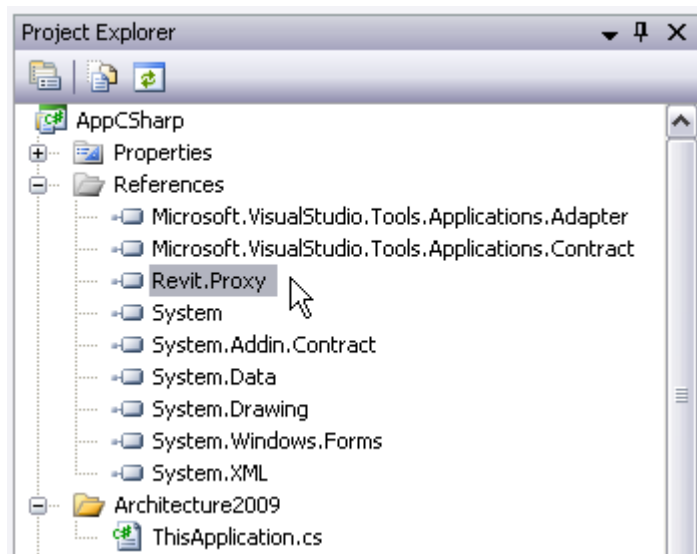 Project Explorer
AppCSharp
Properties
References
Microsoft.VisualStudio.Tools.Applications.Adapter
Microsoft.VisualStudio.Tools.Applications.Contract
Revit.Proxy
System
System.Addin.Contract
System.Data
System.Drawing
System.Windows.Forms
System.XML
Architecture2009
ThisApplication.cs